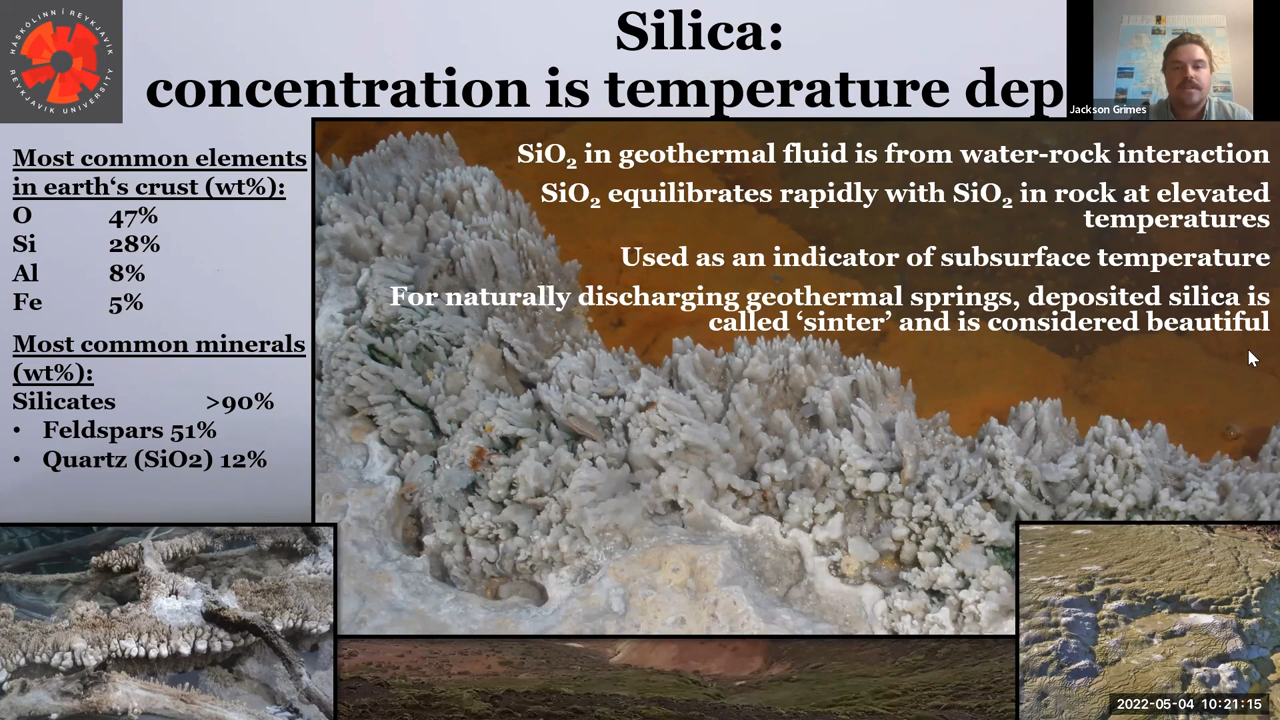 HÁSKÓLINN Í REYKJAVÍK
REYKJAVIK UNIVERSITY
Silica:
concentration is temperature dep
Jackson Grimes
Most common elements
in earth‘s crust (wt%):
O 47%
Si 28%
Al 8%
Fe 5%
Most common minerals
(wt%):
Silicates >90%
• Feldspars 51%
• Quartz (SiO2) 12%
SiO₂ in geothermal fluid is from water-rock interaction
SiO₂ equilibrates rapidly with SiO₂ in rock at elevated
temperatures
Used as an indicator of subsurface temperature
For naturally discharging geothermal springs, deposited silica is
called ‘sinter’ and is considered beautiful
2022-05-04 10:21:15